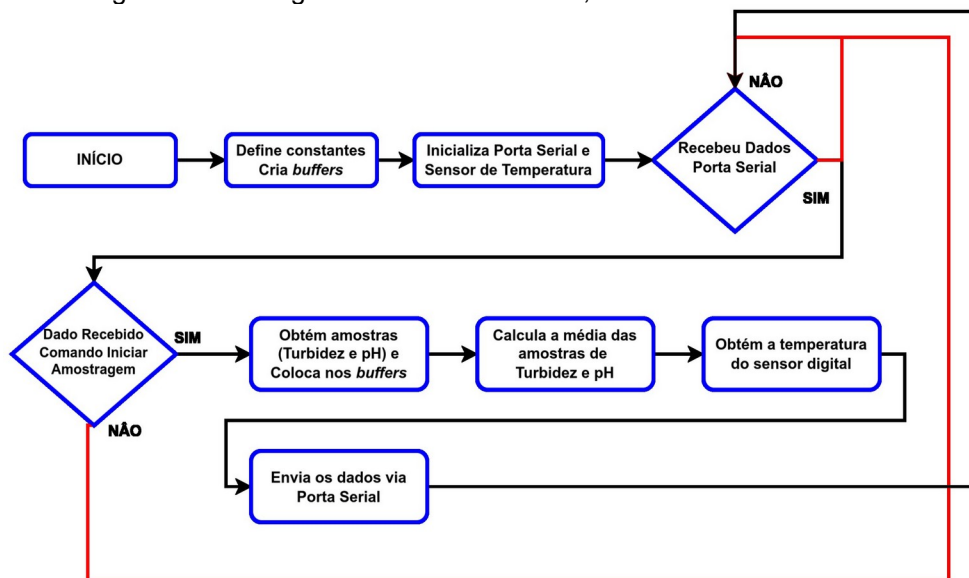 INÍCIO
Define constantes
Cria buffers
Inicializa Porta Serial e
Sensor de Temperatura
NÂO
Recebeu Dados
Porta Serial
SIM
Dado Recebido
Comando Iniciar
Amostragem
SIM
NÂO
Obtém amostras
(Turbidez e pH) e
Coloca nos buffers
Calcula a média das
amostras de
Turbidez e pH
Obtém a temperatura
do sensor digital
Envia os dados via
Porta Serial